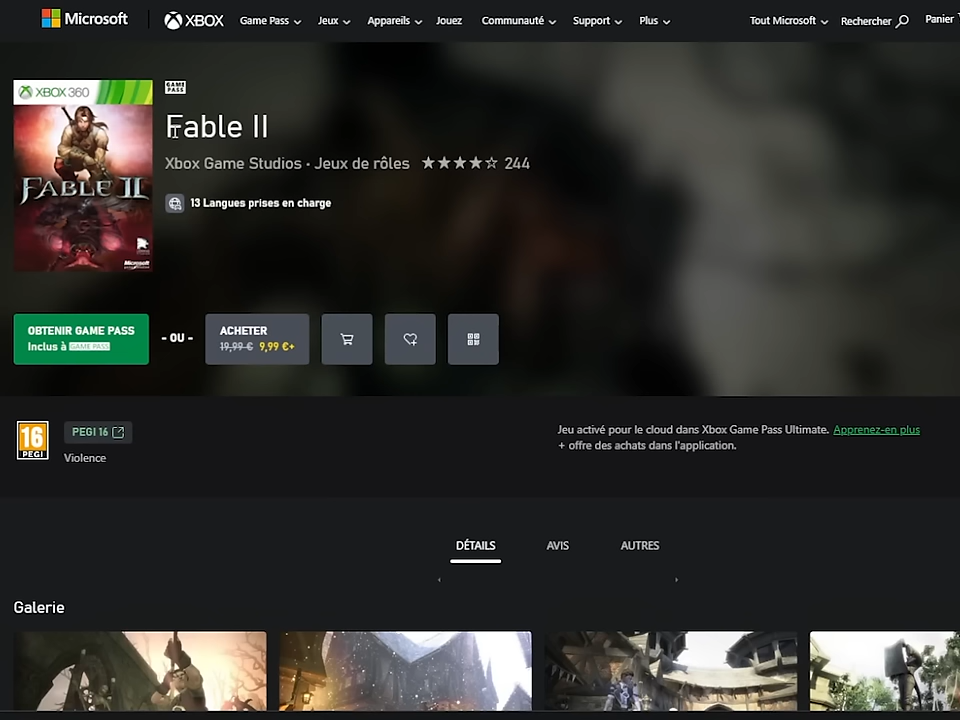 Microsoft
XBOX
Game Pass
Jeux
Appareils
Jouez
Communauté
Support
Plus
Tout Microsoft
Rechercher
Panier
XBOX 360
FABLE II
GAME PASS
Fable II
Xbox Game Studios • Jeux de rôles 244
13 Langues prises en charge
OBTENIR GAME PASS
Inclus à GAME PASS
- OU -
ACHETER
19,99 € 9,99 €+
16
PEGI
PEGI 16
Violence
Jeu activé pour le cloud dans Xbox Game Pass Ultimate. Apprenez-en plus
+ offre des achats dans l'application.
DÉTAILS
AVIS
AUTRES
Galerie